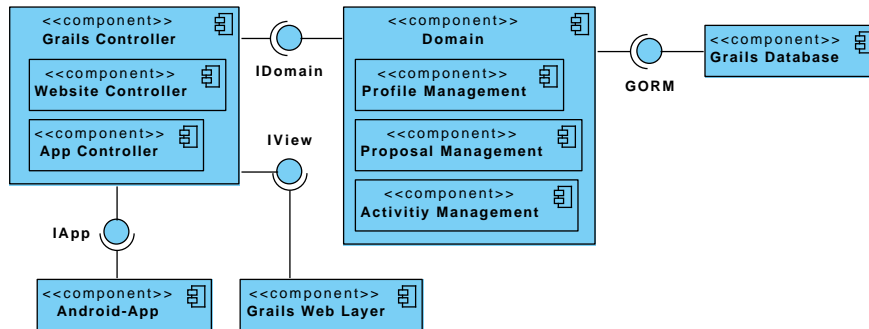 <<component>>
Grails Controller
<<component>>
Website Controller
<<component>>
App Controller
IDomain
<<component>>
Domain
<<component>>
Profile Management
<<component>>
Proposal Management
<<component>>
Activitiy Management
GORM
<<component>>
Grails Database
IView
IApp
<<component>>
Android-App
<<component>>
Grails Web Layer